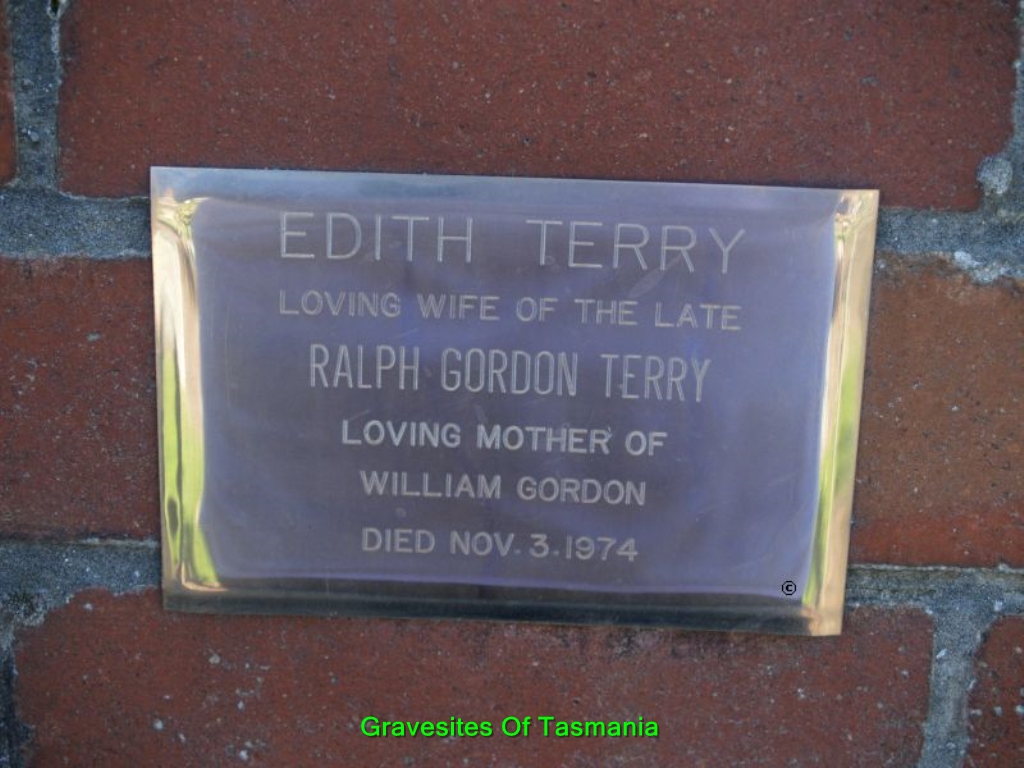 EDITH TERRY
LOVING WIFE OF THE LATE
RALPH GORDON TERRY
LOVING MOTHER OF
WILLIAM GORDON
DIED NOV. 3. 1974
©
Gravesites Of Tasmania